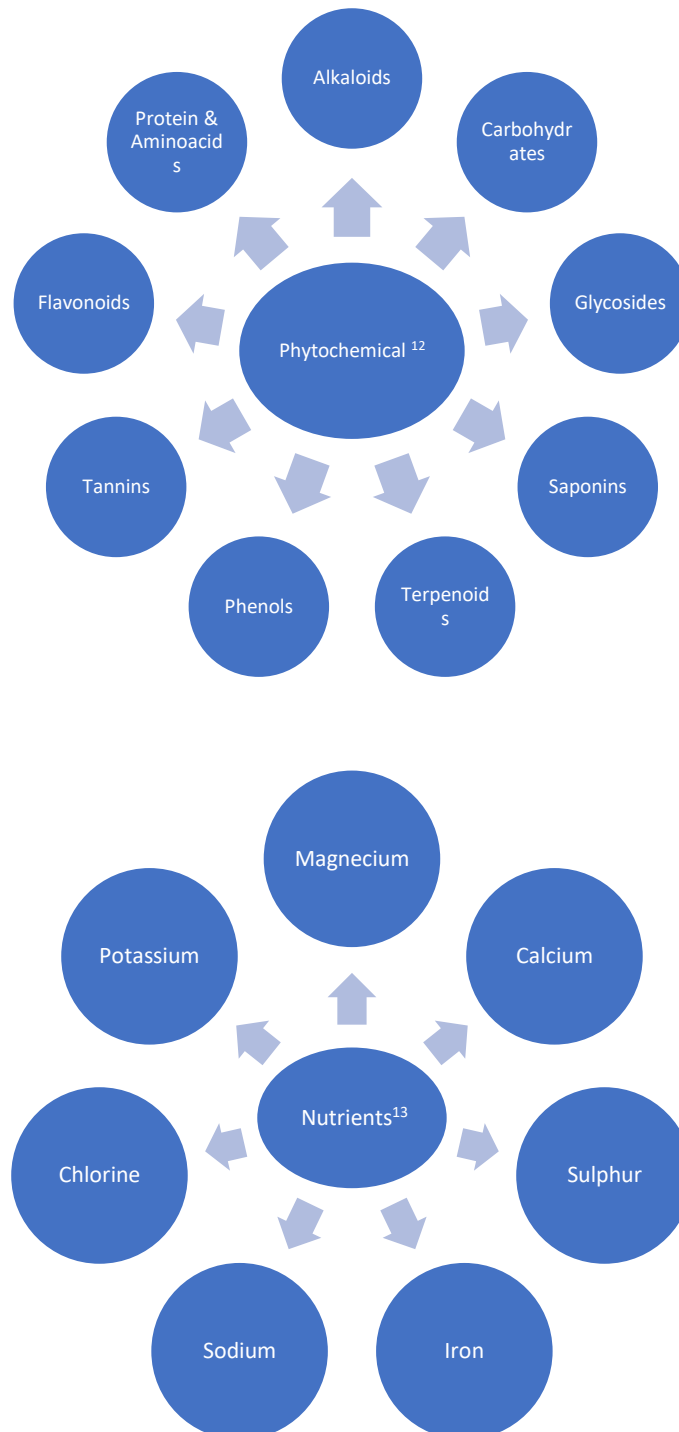 Alkaloids
Protein &
Aminoacid
s
Carbohydr
ates
Flavonoids
Glycosides
Phytochemical 12
Tannins
Saponins
Phenols
Terpenoid
s
Magnecium
Potassium
Calcium
Nutrients13
Chlorine
Sulphur
Sodium
Iron